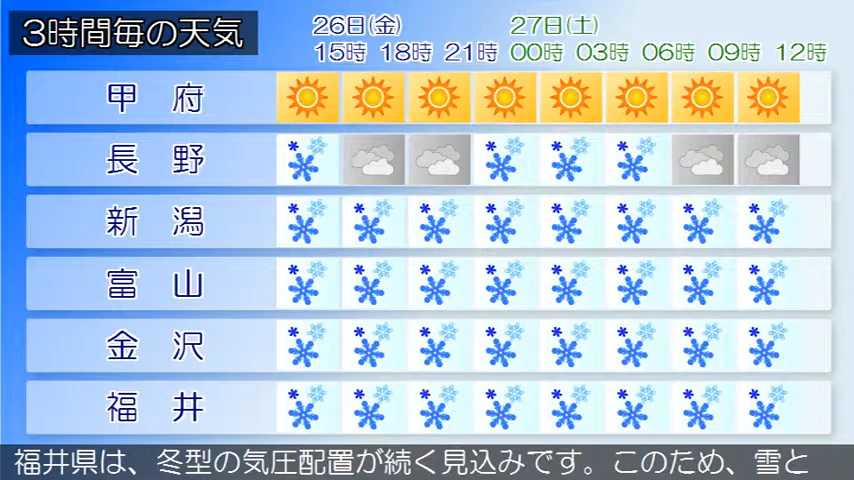 3時間毎の天気
26日(金) 27日(土)
15時 18時 21時 00時 03時 06時 09時 12時
甲府
長野
新潟
富山
金沢
福井
福井県は、冬型の気圧配置が続く見込みです。このため、雪と